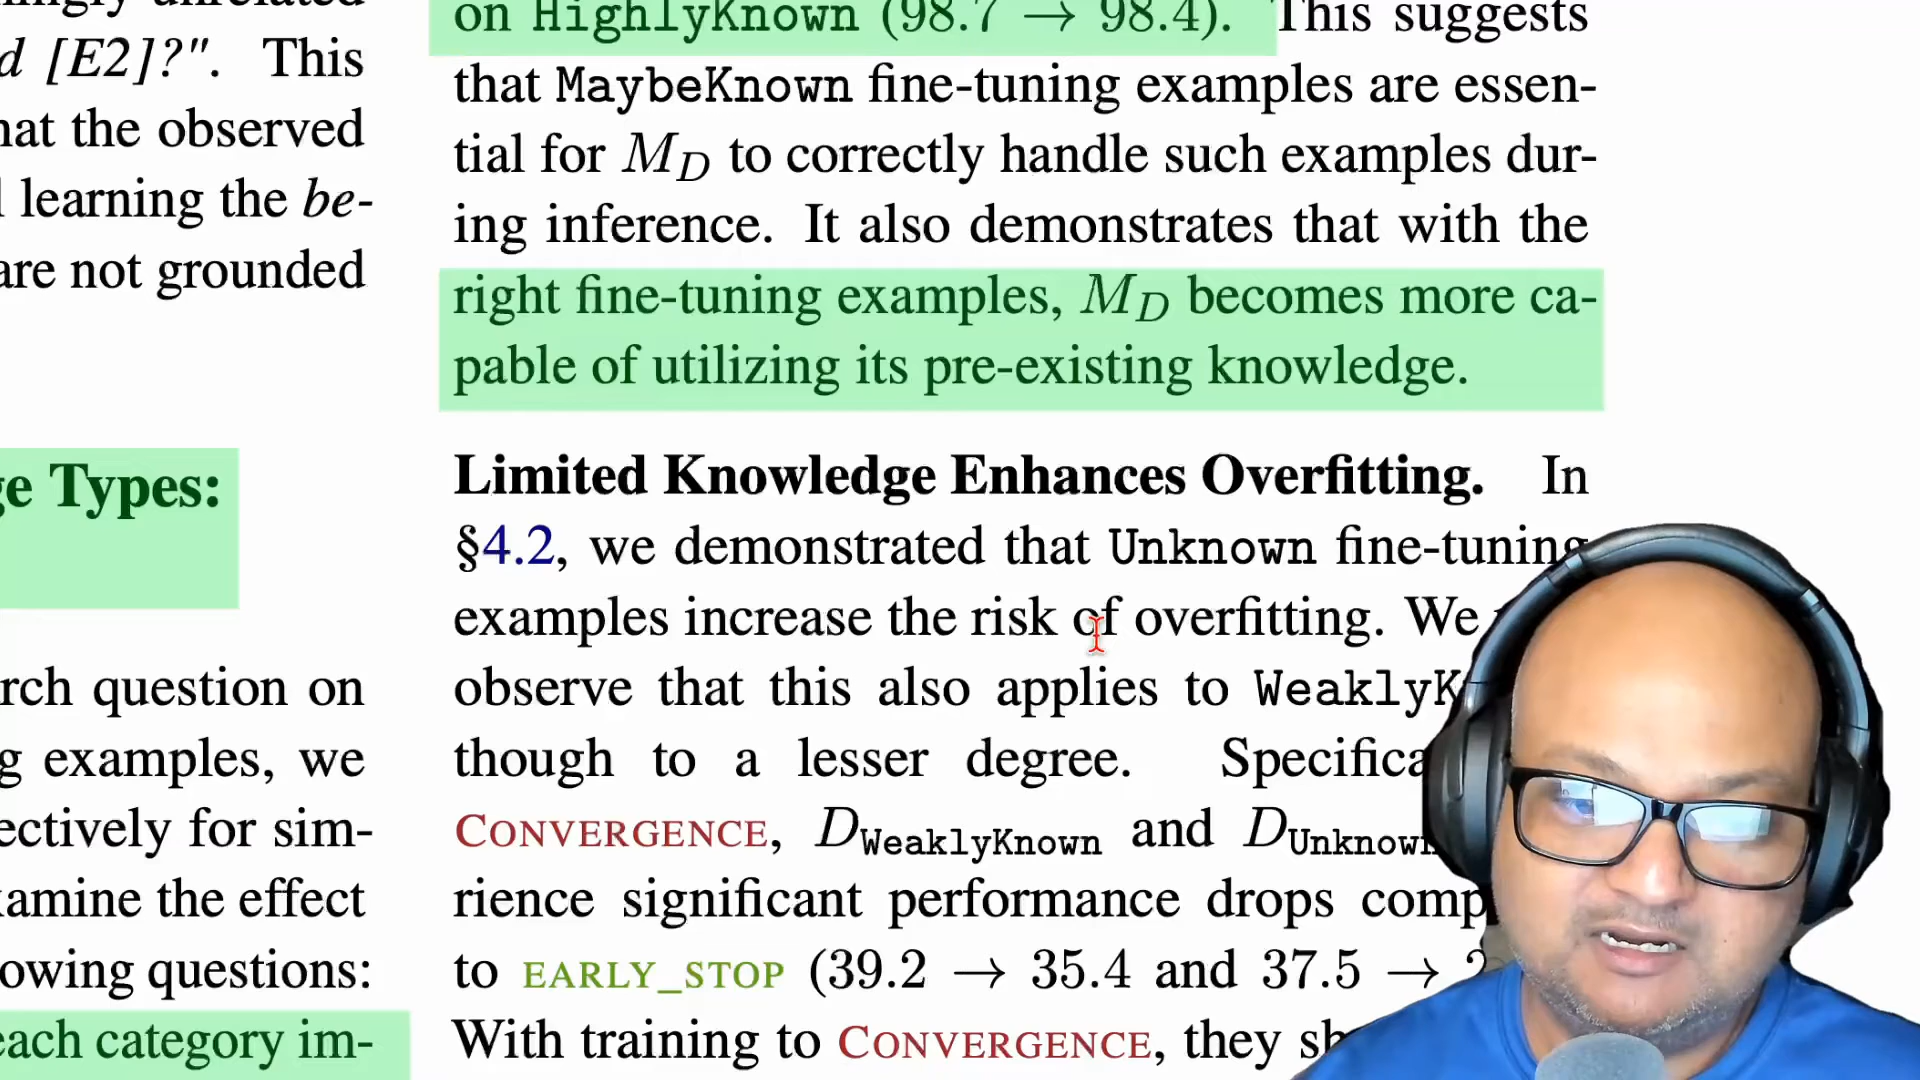 ingly unrelated
d [E2]?". This
hat the observed
learning the be-
are not grounded
ge Types:
rch question on
g examples, we
ectively for sim-
xamine the effect
owing questions:
each category im-
on HighlyKnown (98.7 → 98.4). This suggests
that MaybeKnown fine-tuning examples are essen-
tial for M_D to correctly handle such examples dur-
ing inference. It also demonstrates that with the
right fine-tuning examples, M_D becomes more ca-
pable of utilizing its pre-existing knowledge.
Limited Knowledge Enhances Overfitting. In
§4.2, we demonstrated that Unknown fine-tuning
examples increase the risk of overfitting. We
observe that this also applies to WeaklyK
though to a lesser degree. Specifica
CONVERGENCE, D_WeaklyKnown and D_Unknown
rience significant performance drops comp
to EARLY_STOP (39.2 → 35.4 and 37.5 →
With training to CONVERGENCE, they sh